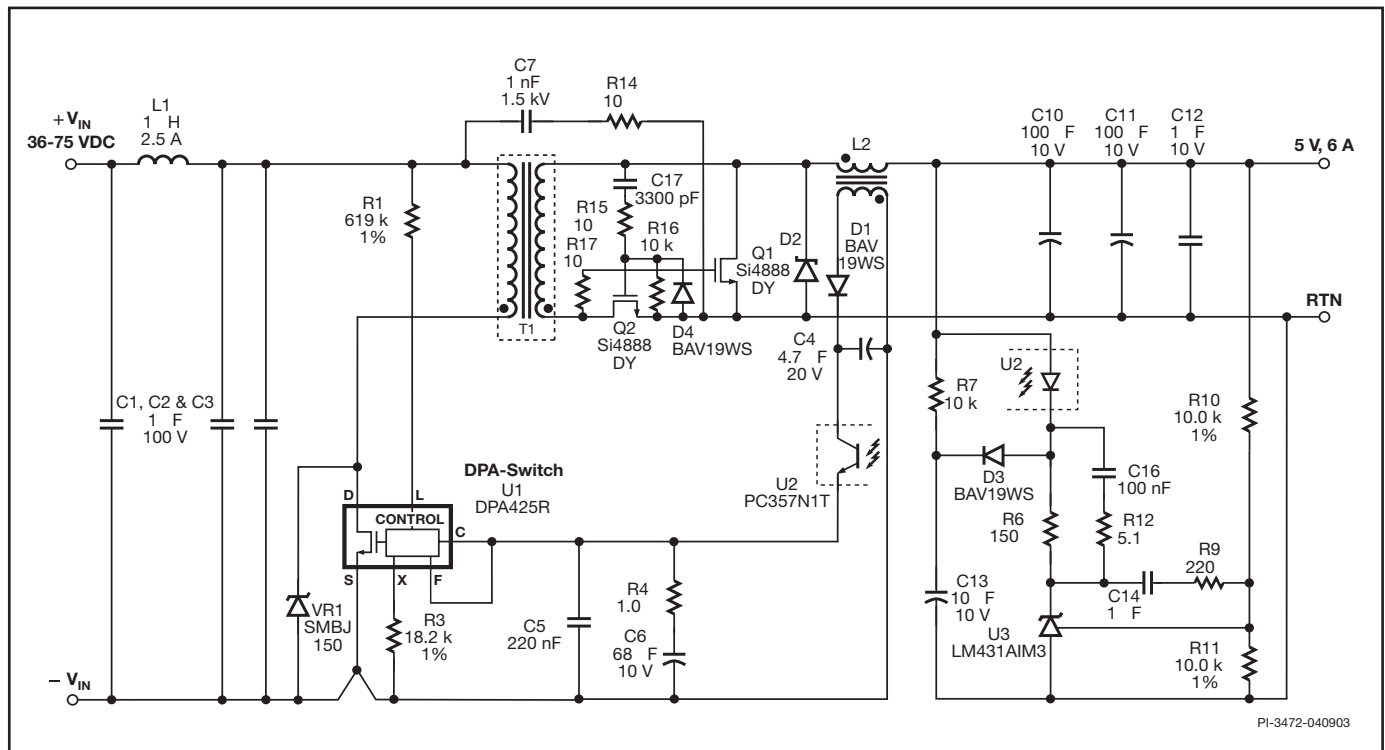 C7
1 nF
1.5 kV
R14
10
L1
1 H
2.5 A
+ VIN
36-75 VDC
C10
100 F
10 V
C11
100 F
10 V
C12
1 F
10 V
5 V, 6 A
L2
R1
619 k
1%
C17
3300 pF
R15
10
R16
10 k
R17
10
Q1
Si4888
DY
D2
D1
BAV
19WS
T1
Q2
Si4888
DY
D4
BAV19WS
RTN
C4
4.7 F
20 V
U2
R7
10 k
R10
10.0 k
1%
C1, C2 & C3
1 F
100 V
DPA-Switch
U1
DPA425R
U2
PC357N1T
D3
BAV19WS
C16
100 nF
R6
150
R12
5.1
D
L
CONTROL
C
S
X
F
R9
220
C14
1 F
VR1
SMBJ
150
R3
18.2 k
1%
C5
220 nF
R4
1.0
C6
68 F
10 V
C13
10 F
10 V
U3
LM431AIM3
R11
10.0 k
1%
− VIN
PI-3472-040903